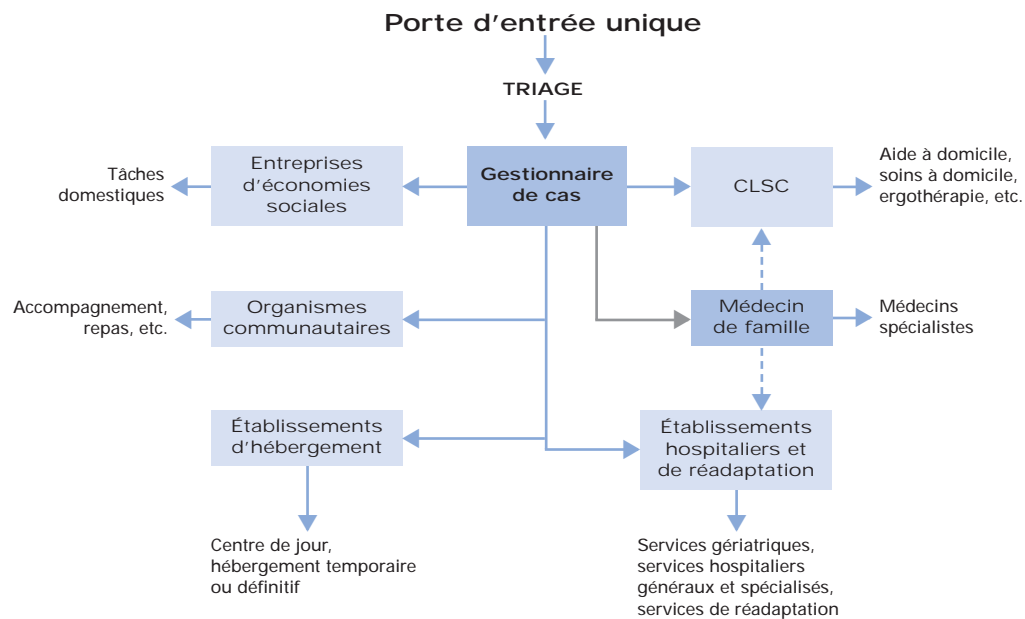 Porte d'entrée unique
TRIAGE
Tâches
domestiques
Entreprises
d'économies
sociales
Gestionnaire
de cas
CLSC
Aide à domicile,
soins à domicile,
ergothérapie, etc.
Accompagnement,
repas, etc.
Organismes
communautaires
Médecin
de famille
Médecins
spécialistes
Établissements
d'hébergement
Établissements
hospitaliers et
de réadaptation
Centre de jour,
hébergement temporaire
ou définitif
Services gériatriques,
services hospitaliers
généraux et spécialisés,
services de réadaptation